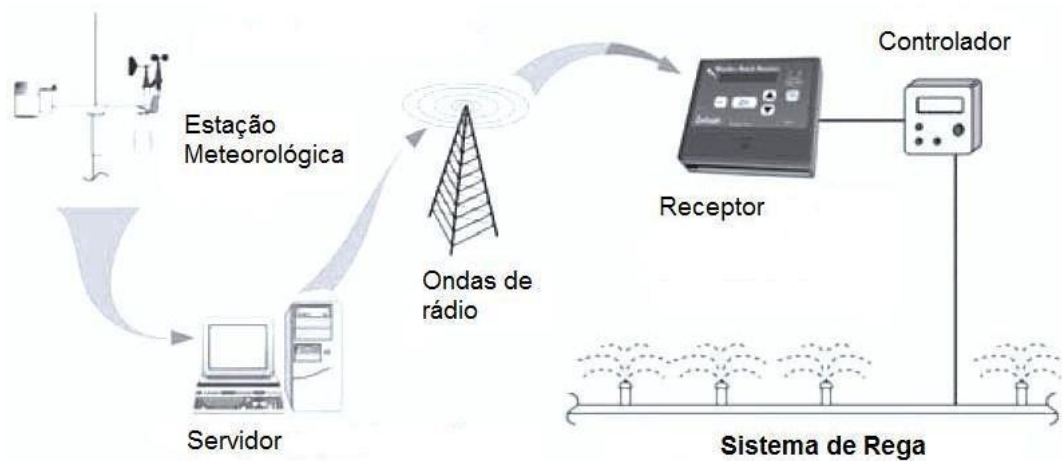 Estação
Meteorológica
Servidor
Ondas de
rádio
Receptor
Controlador
Sistema de Rega